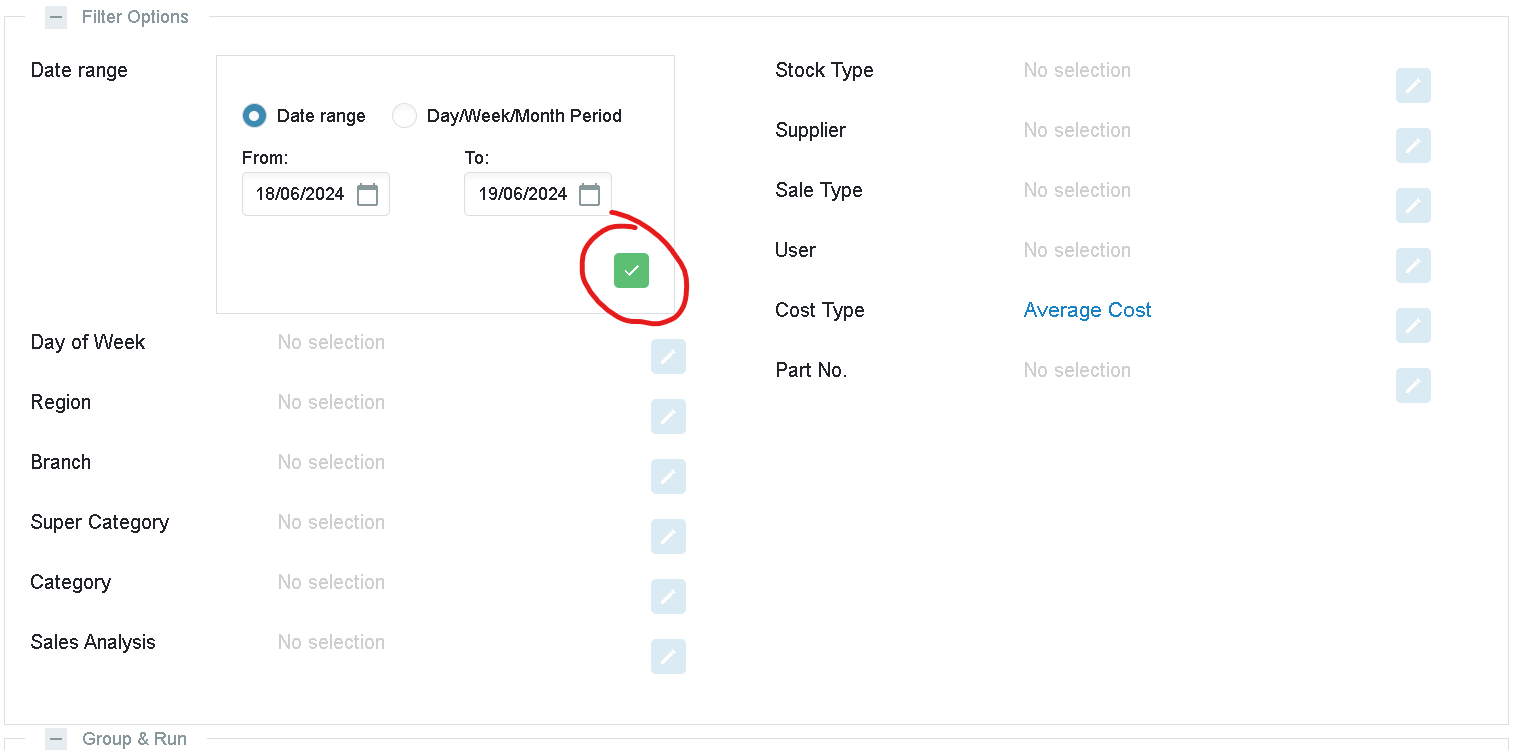 Filter Options
Date range
Date range Day/Week/Month Period
From: To:
18/06/2024 19/06/2024
Day of Week No selection
Region No selection
Branch No selection
Super Category No selection
Category No selection
Sales Analysis No selection
Stock Type No selection
Supplier No selection
Sale Type No selection
User No selection
Cost Type Average Cost
Part No. No selection
Group & Run